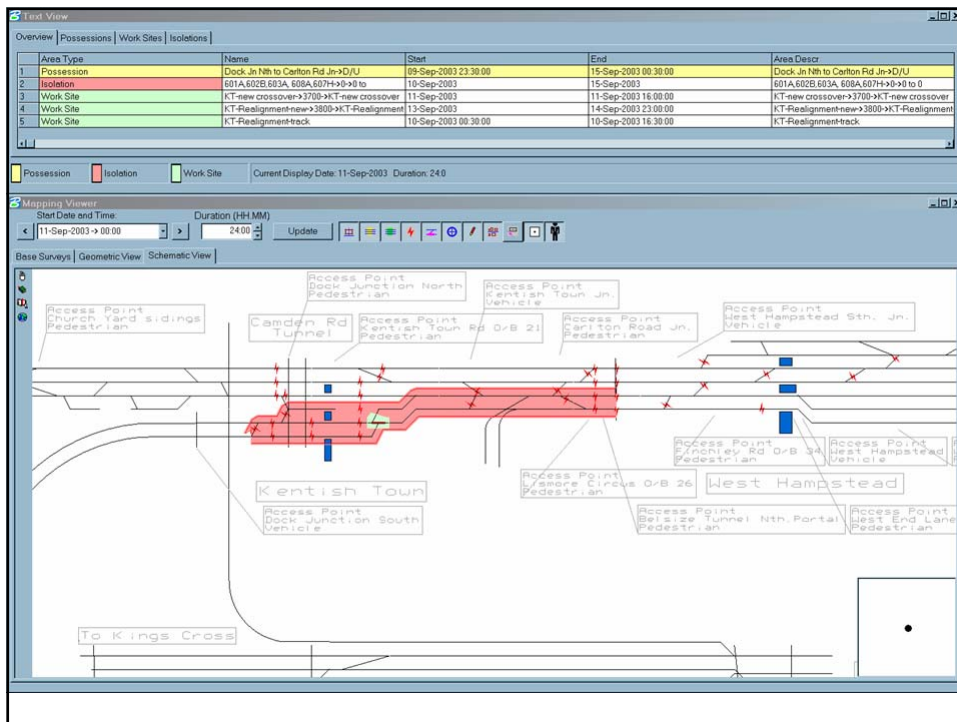 Text View
Overview Possessions Work Sites Isolations
Area Type Name Start End Area Descr
1 Possession Dock Jn Nth to Carlton Rd Jn->D/U 09-Sep-2003 23:30:00 15-Sep-2003 00:30:00 Dock Jn Nth to Carlton Rd Jn->D/U
2 Isolation 601A,602B,603A, 608A,607H->0->0 to 10-Sep-2003 15-Sep-2003 601A,602B,603A, 608A,607H->0->0 to 0
3 Work Site KT-new crossover->3700->KT-new crossover 11-Sep-2003 11-Sep-2003 16:00:00 KT-new crossover->3700->KT-new crossover
4 Work Site KT-Realignment-new->3800->KT-Realignment 13-Sep-2003 14-Sep-2003 23:00:00 KT-Realignment-new->3800->KT-Realignment
5 Work Site KT-Realignment-track 10-Sep-2003 00:30:00 10-Sep-2003 16:30:00 KT-Realignment-track
Possession Isolation Work Site Current Display Date: 11-Sep-2003 Duration: 24:0
Mapping Viewer
Start Date and Time: Duration (HH.MM)
< 11-Sep-2003 -> 00:00 > 24:00 Update
Base Surveys Geometric View Schematic View
Access Point
Church Yard sidings
Pedestrian
Access Point
Dock Junction North
Pedestrian
Camden Rd
Tunnel
Access Point
Kentish Town Rd O/B 21
Pedestrian
Access Point
Kentish Town Jn.
Vehicle
Access Point
Carlton Road Jn.
Pedestrian
Access Point
West Hampstead Sth. Jn.
Vehicle
Kentish Town
Access Point
Dock Junction South
Vehicle
Access Point
Lismore Circus O/B 26
Pedestrian
Access Point
Finchley Rd O/B 34
Pedestrian
Access Point
West Hampstead
Vehicle
West Hampstead
Access Point
Belsize Tunnel Nth.Portal
Pedestrian
Access Point
West End Lane
Pedestrian
To Kings Cross